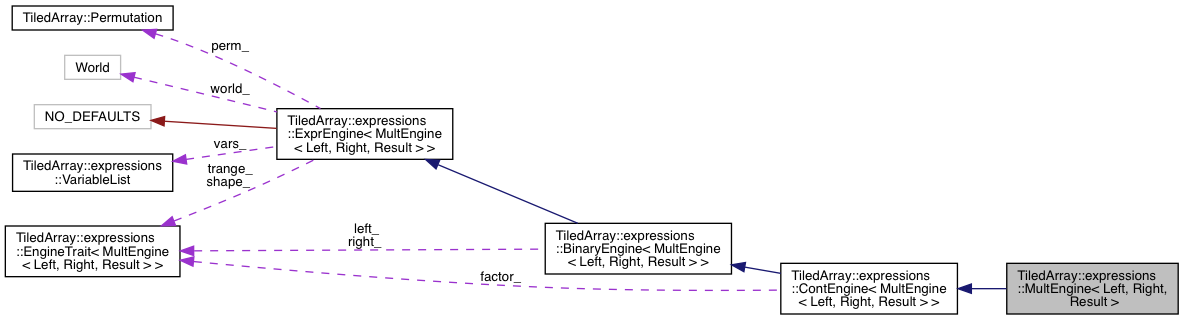 TiledArray::Permutation
perm_
World
world_
NO_DEFAULTS
TiledArray::expressions
::ExprEngine< MultEngine
< Left, Right, Result > >
vars_
TiledArray::expressions
::VariableList
trange_
shape_
TiledArray::expressions
::EngineTrait< MultEngine
< Left, Right, Result > >
left_
right_
TiledArray::expressions
::BinaryEngine< MultEngine
< Left, Right, Result > >
factor_
TiledArray::expressions
::ContEngine< MultEngine
< Left, Right, Result > >
TiledArray::expressions
::MultEngine< Left, Right,
Result >